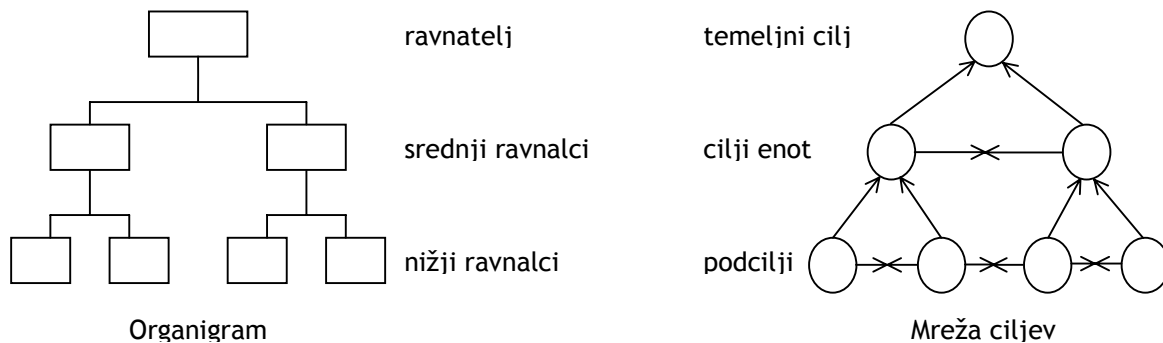 ravnatelj
temeljni cilj
srednji ravnalci
cilji enot
nižji ravnalci
podcilji
Organigram
Mreža ciljev